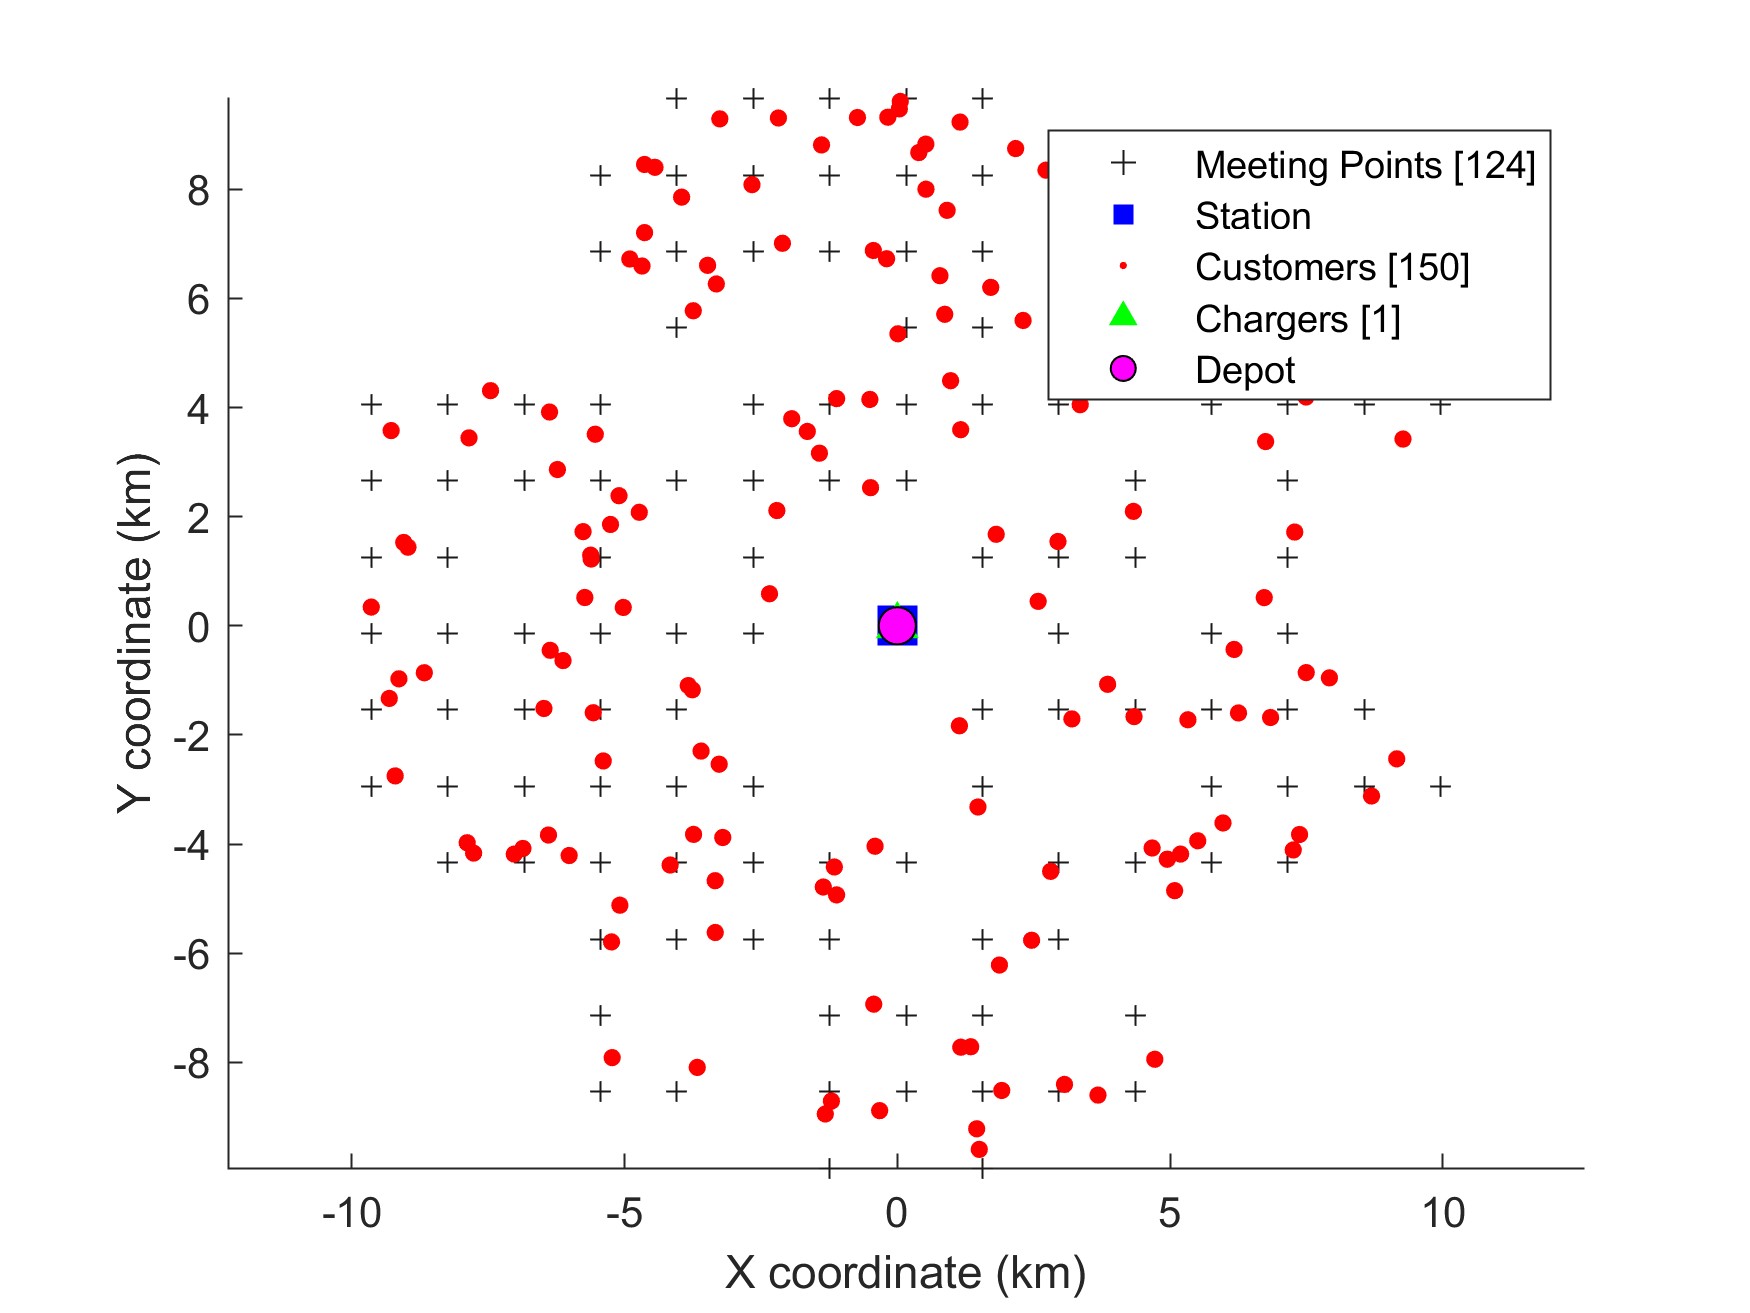 Meeting Points [124]
Station
Customers [150]
Chargers [1]
Depot
8
6
4
2
0
-2
-4
-6
-8
Y coordinate (km)
-10 -5 0 5 10
X coordinate (km)